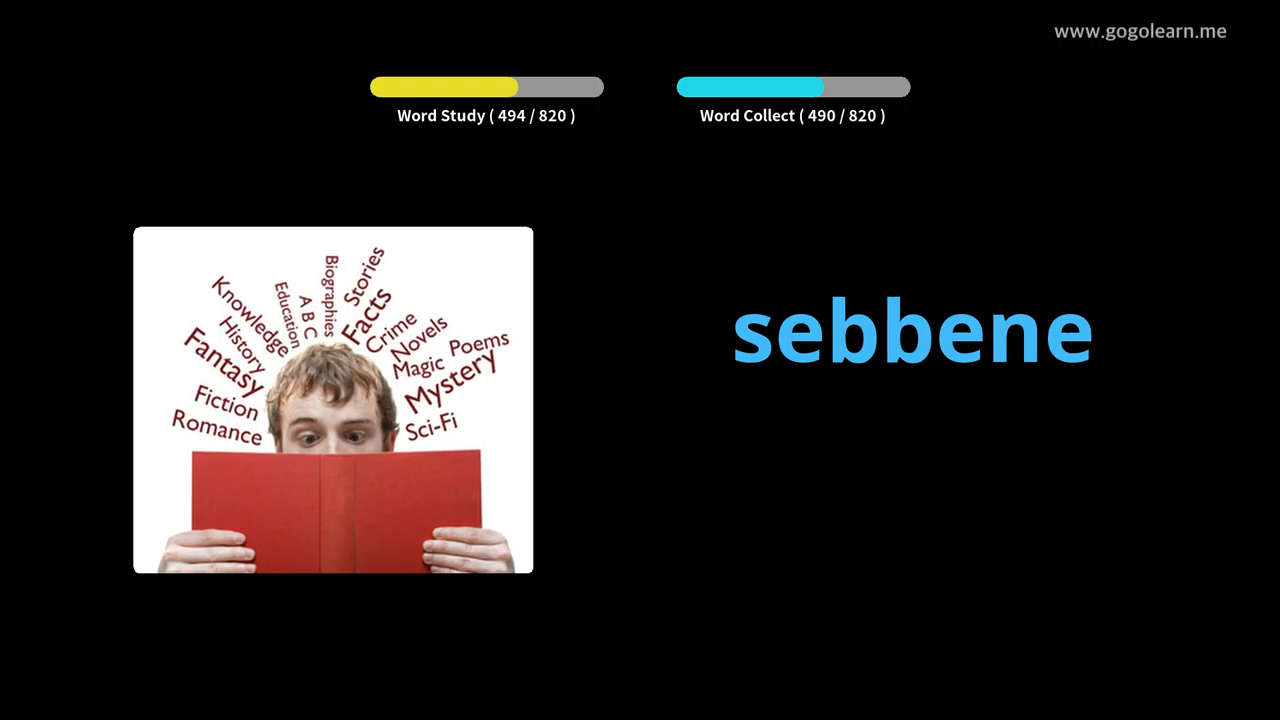 www.gogolearn.me
Word Study ( 494 / 820 )
Word Collect ( 490 / 820 )
sebbene
Stories
Biographies
Facts
A B C
Education
Knowledge
Crime
History
Novels
Poems
Fantasy
Magic
Mystery
Fiction
Sci-Fi
Romance